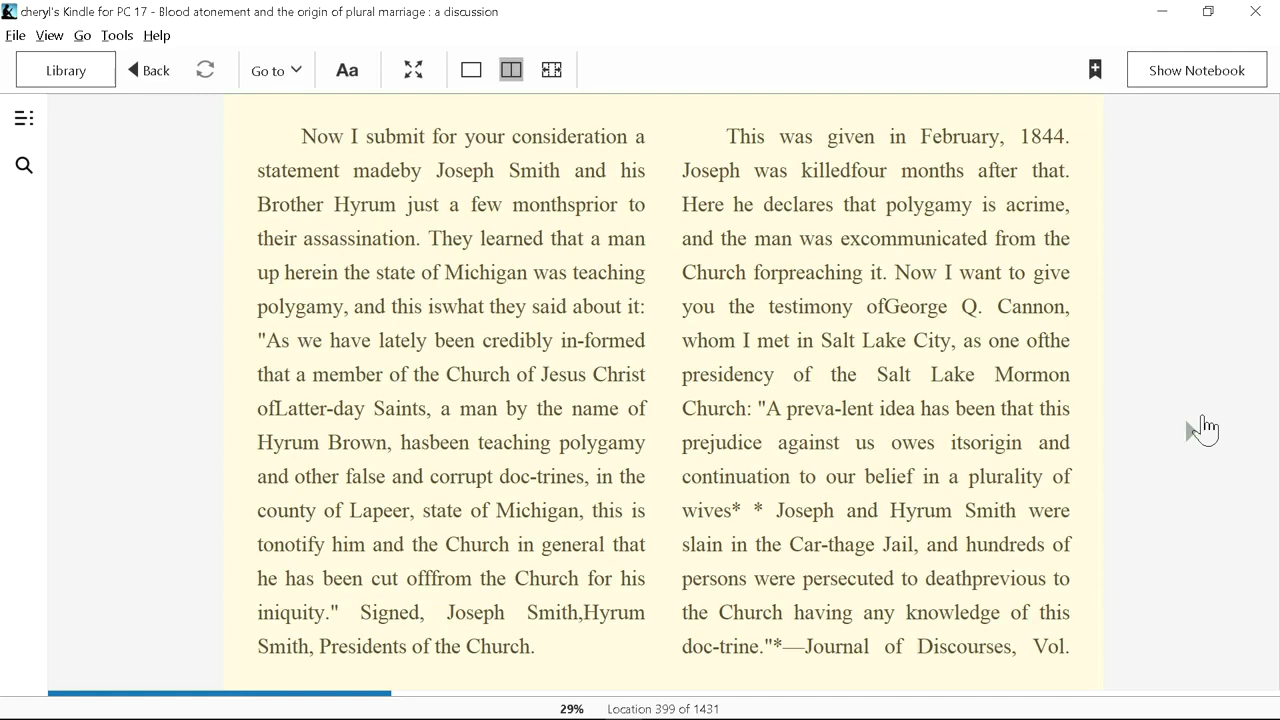 cheryl's Kindle for PC 17 - Blood atonement and the origin of plural marriage : a discussion
File View Go Tools Help
Library
Back
Go to
Aa
Show Notebook
Now I submit for your consideration a
statement madeby Joseph Smith and his
Brother Hyrum just a few monthsprior to
their assassination. They learned that a man
up herein the state of Michigan was teaching
polygamy, and this iswhat they said about it:
"As we have lately been credibly in-formed
that a member of the Church of Jesus Christ
ofLatter-day Saints, a man by the name of
Hyrum Brown, hasbeen teaching polygamy
and other false and corrupt doc-trines, in the
county of Lapeer, state of Michigan, this is
tonotify him and the Church in general that
he has been cut offfrom the Church for his
iniquity." Signed, Joseph Smith,Hyrum
Smith, Presidents of the Church.
This was given in February, 1844.
Joseph was killedfour months after that.
Here he declares that polygamy is acrime,
and the man was excommunicated from the
Church forpreaching it. Now I want to give
you the testimony ofGeorge Q. Cannon,
whom I met in Salt Lake City, as one ofthe
presidency of the Salt Lake Mormon
Church: "A preva-lent idea has been that this
prejudice against us owes itsorigin and
continuation to our belief in a plurality of
wives* * Joseph and Hyrum Smith were
slain in the Car-thage Jail, and hundreds of
persons were persecuted to deathprevious to
the Church having any knowledge of this
doc-trine."*—Journal of Discourses, Vol.
29% Location 399 of 1431